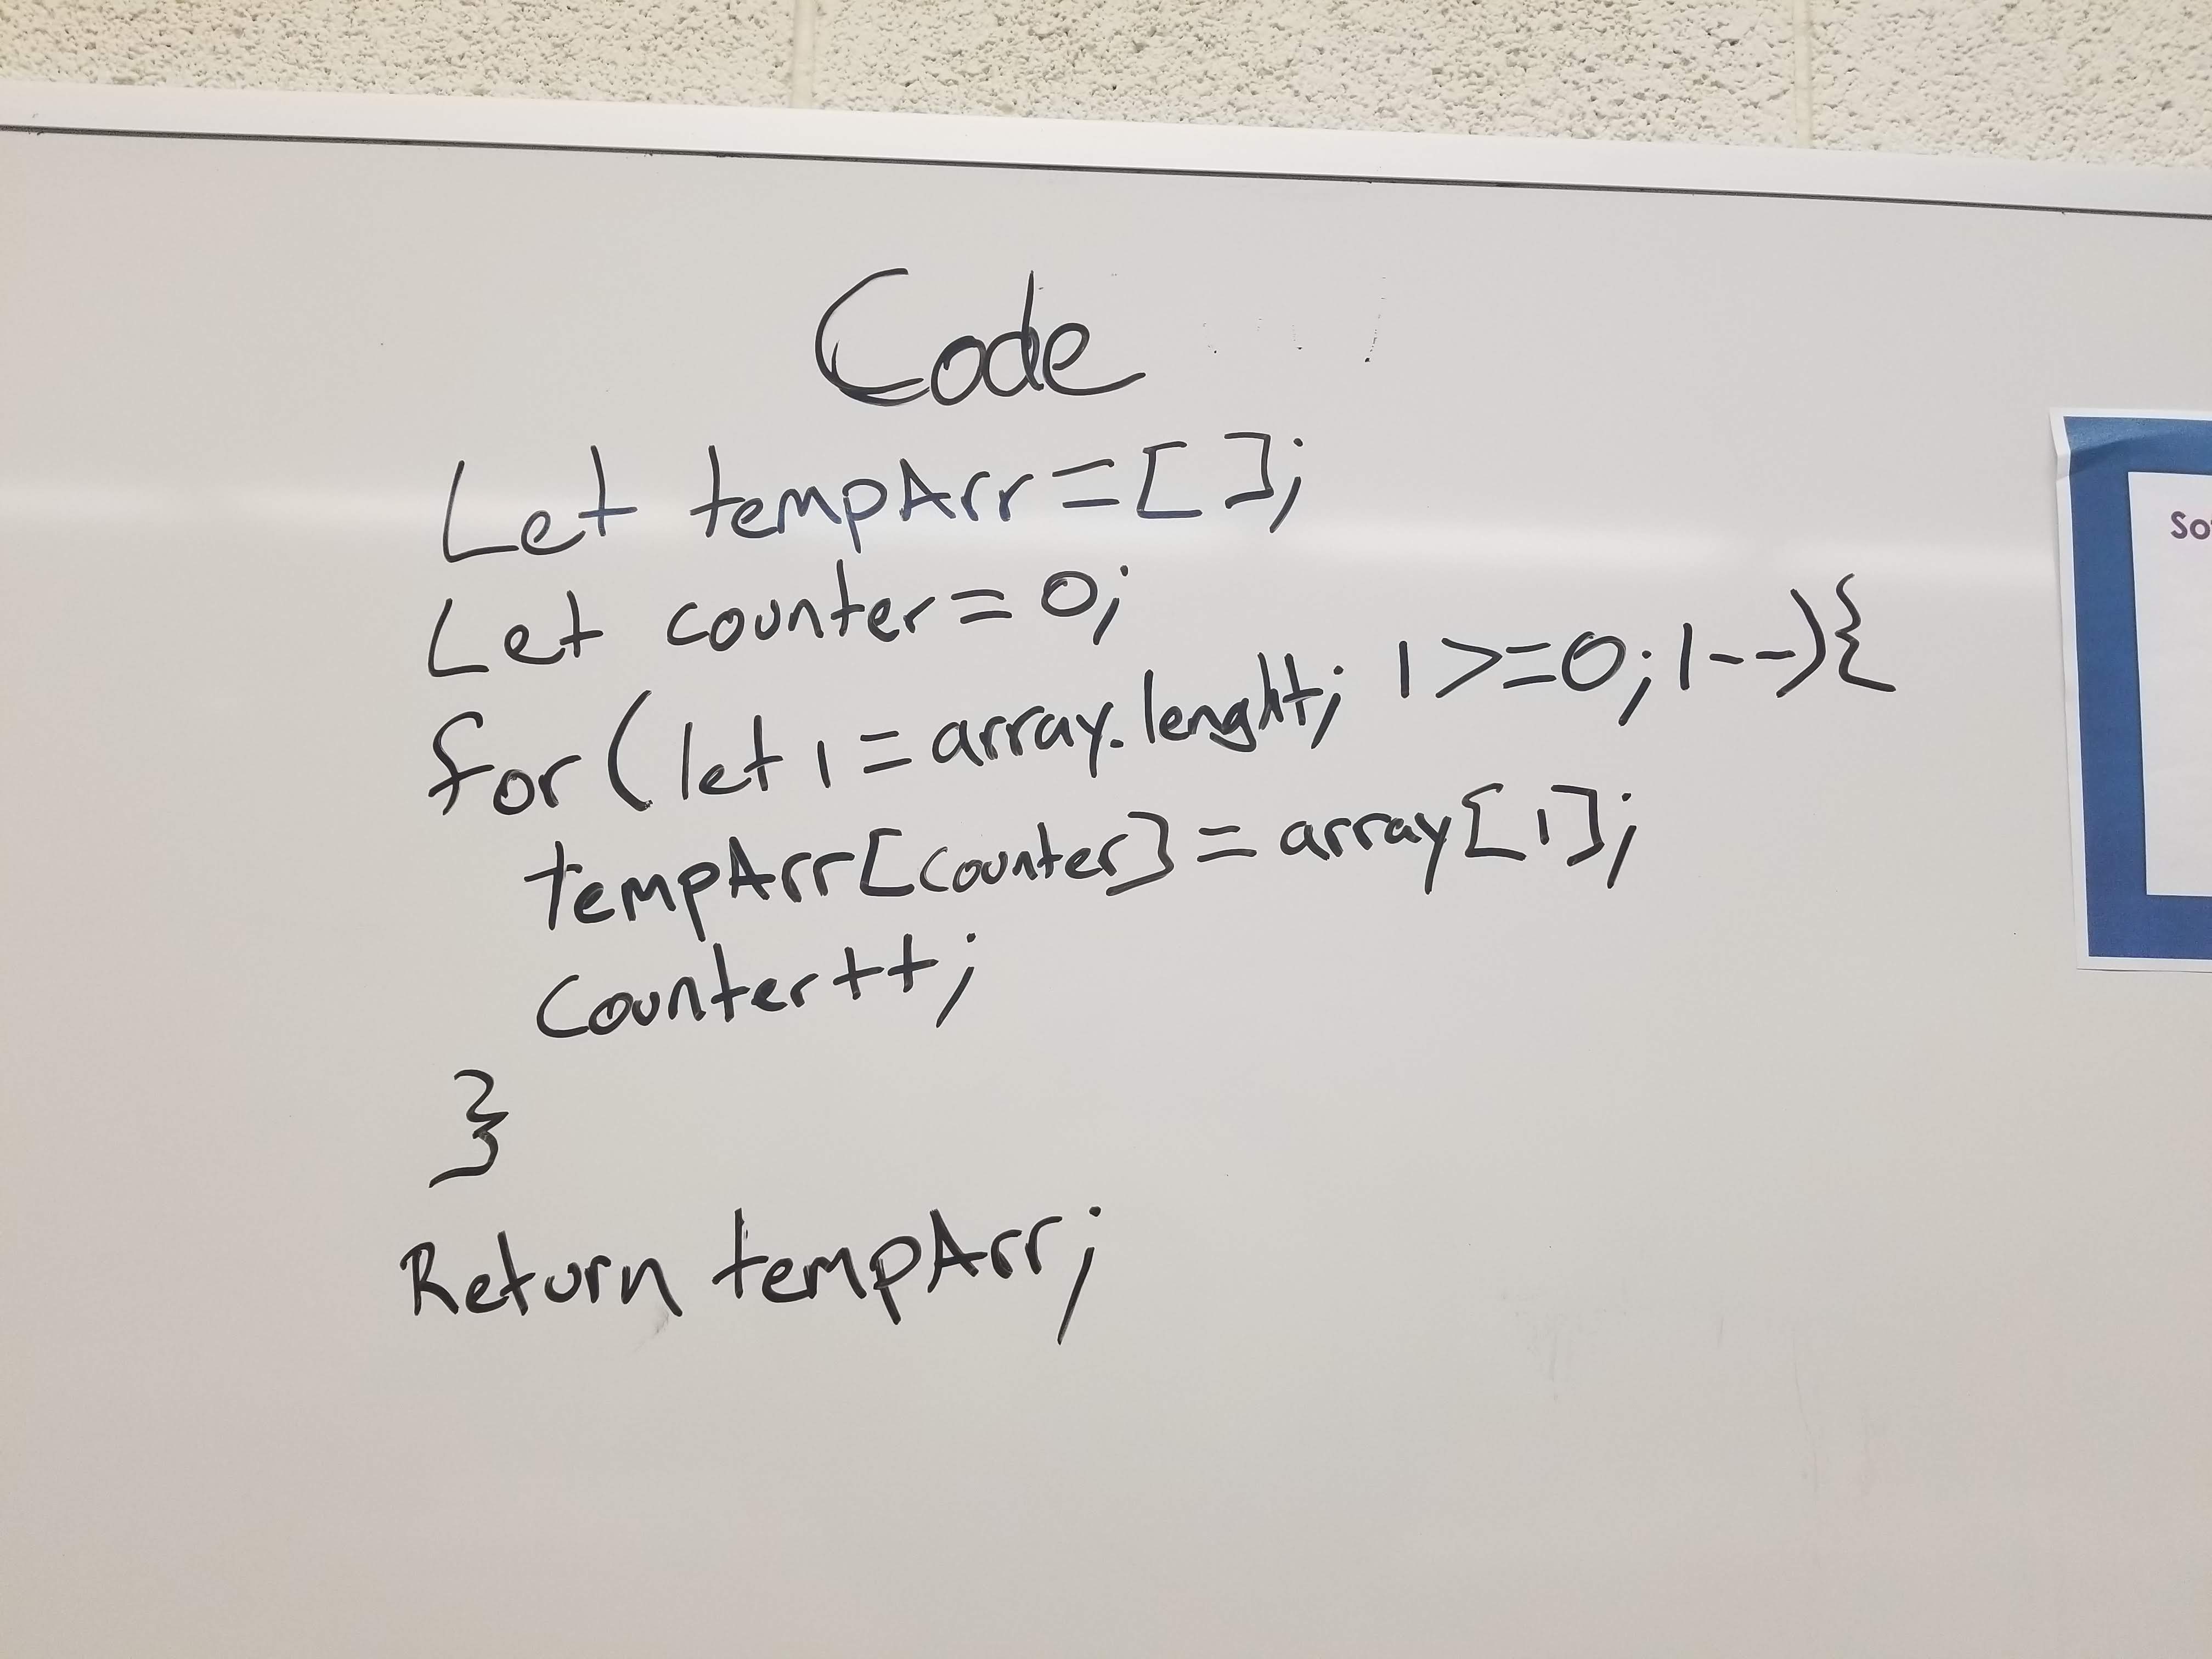 Code
Let tempArr = [ ];
Let counter = 0;
for ( let i = array.lenght; i >= 0; i--){
tempArr[counter] = array[i];
Counter++;
}
Return tempArr;
So